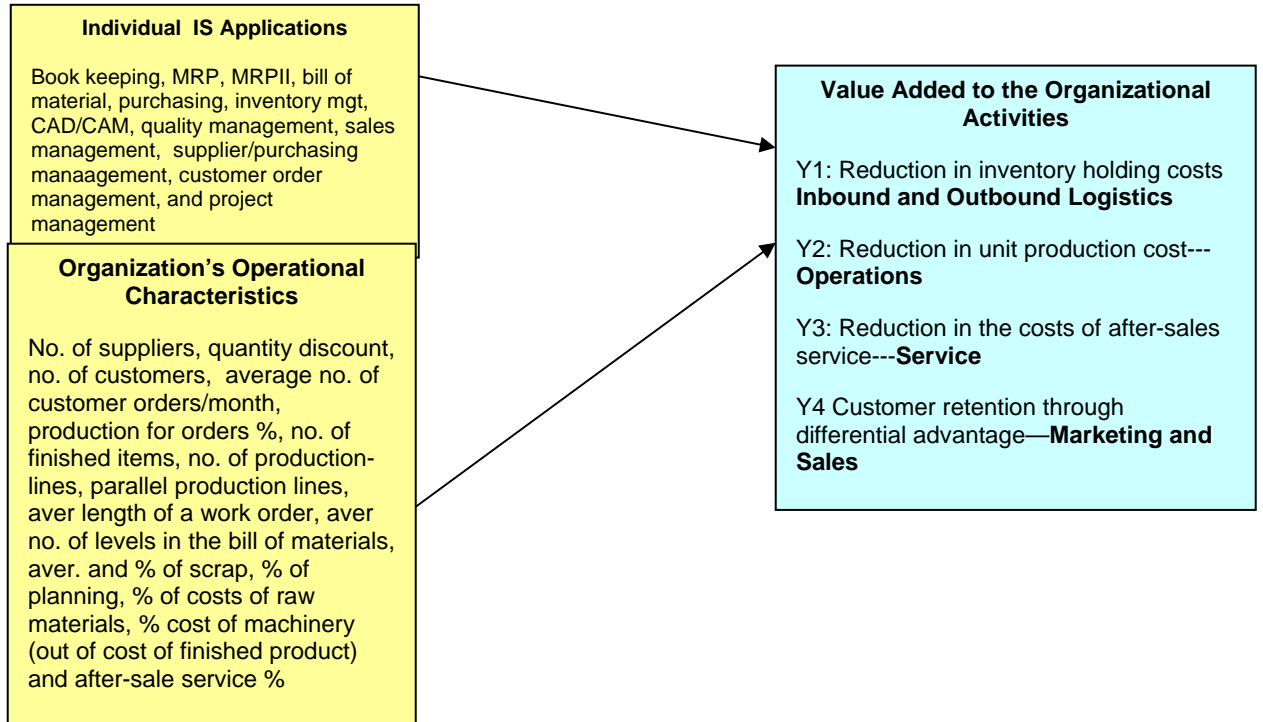 Individual IS Applications
Book keeping, MRP, MRPII, bill of
material, purchasing, inventory mgt,
CAD/CAM, quality management, sales
management, supplier/purchasing
manaagement, customer order
management, and project
management
Organization's Operational
Characteristics
No. of suppliers, quantity discount,
no. of customers, average no. of
customer orders/month,
production for orders %, no. of
finished items, no. of production-
lines, parallel production lines,
aver length of a work order, aver
no. of levels in the bill of materials,
aver. and % of scrap, % of
planning, % of costs of raw
materials, % cost of machinery
(out of cost of finished product)
and after-sale service %
Value Added to the Organizational
Activities
Y1: Reduction in inventory holding costs
Inbound and Outbound Logistics
Y2: Reduction in unit production cost---
Operations
Y3: Reduction in the costs of after-sales
service---Service
Y4 Customer retention through
differential advantage—Marketing and
Sales